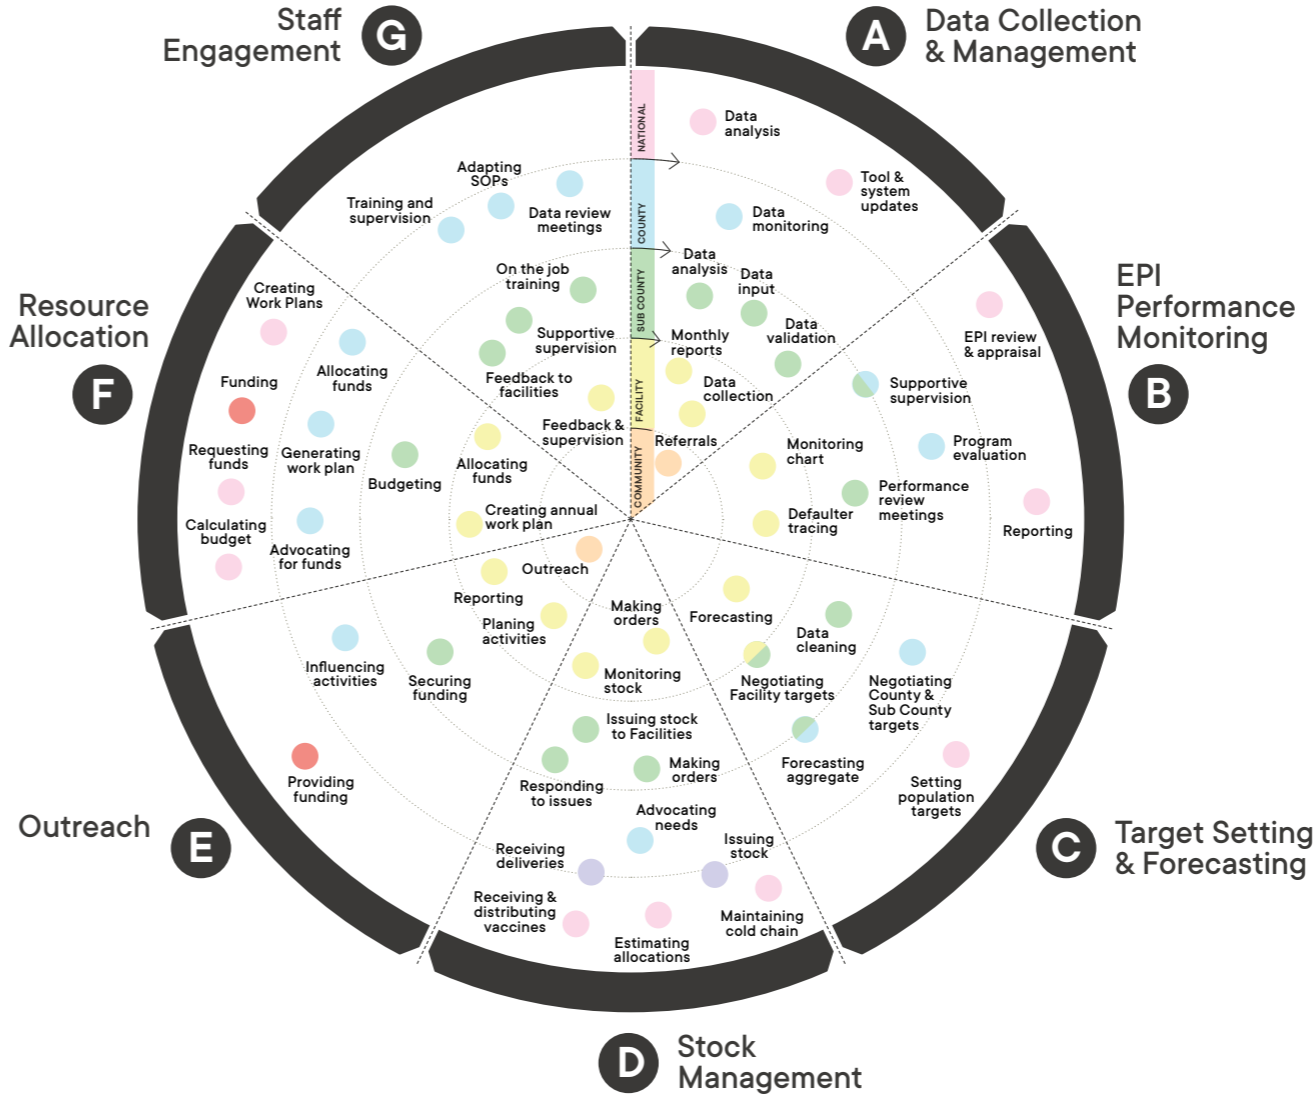 Staff
Engagement
G
A
Data Collection
& Management
NATIONAL
COUNTY
SUB COUNTY
FACILITY
COMMUNITY
Data
analysis
Tool &
system
updates
Data
monitoring
Data
analysis
Data
input
Data
validation
Monthly
reports
Data
collection
Referrals
EPI
Performance
Monitoring
B
EPI review
& appraisal
Supportive
supervision
Program
evaluation
Monitoring
chart
Performance
review
meetings
Defaulter
tracing
Reporting
C
Target Setting
& Forecasting
Forecasting
Data
cleaning
Negotiating
Facility targets
Negotiating
County &
Sub County
targets
Forecasting
aggregate
Setting
population
targets
D
Stock
Management
Making
orders
Monitoring
stock
Issuing stock
to Facilities
Making
orders
Responding
to issues
Advocating
needs
Issuing
stock
Receiving
deliveries
Receiving &
distributing
vaccines
Estimating
allocations
Maintaining
cold chain
Outreach
E
Outreach
Reporting
Planing
activities
Influencing
activities
Securing
funding
Providing
funding
Resource
Allocation
F
Creating
Work Plans
Funding
Requesting
funds
Calculating
budget
Allocating
funds
Generating
work plan
Advocating
for funds
Budgeting
Allocating
funds
Creating annual
work plan
Adapting
SOPs
Training and
supervision
Data review
meetings
On the job
training
Supportive
supervision
Feedback to
facilities
Feedback &
supervision